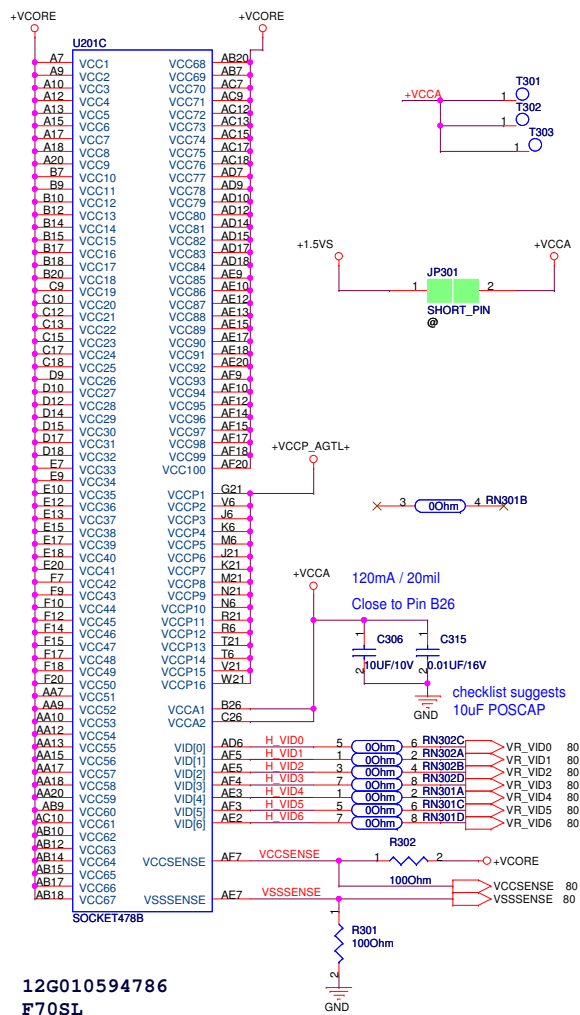 +VCORE
+VCORE
U201C
A7 VCC1 VCC68 AB20
A9 VCC2 VCC69 AB7
A10 VCC3 VCC70 AC7
A12 VCC4 VCC71 AC9
A13 VCC5 VCC72 AC12
A15 VCC6 VCC73 AC13
A17 VCC7 VCC74 AC15
A18 VCC8 VCC75 AC17
A20 VCC9 VCC76 AC18
B7 VCC10 VCC77 AD7
B9 VCC11 VCC78 AD9
B10 VCC12 VCC79 AD10
B12 VCC13 VCC80 AD12
B14 VCC14 VCC81 AD14
B15 VCC15 VCC82 AD15
B17 VCC16 VCC83 AD17
B18 VCC17 VCC84 AD18
B20 VCC18 VCC85 AE9
C9 VCC19 VCC86 AE10
C10 VCC20 VCC87 AE12
C12 VCC21 VCC88 AE13
C13 VCC22 VCC89 AE15
C15 VCC23 VCC90 AE17
C17 VCC24 VCC91 AE18
C18 VCC25 VCC92 AE20
D9 VCC26 VCC93 AF9
D10 VCC27 VCC94 AF10
D12 VCC28 VCC95 AF12
D14 VCC29 VCC96 AF14
D15 VCC30 VCC97 AF15
D17 VCC31 VCC98 AF17
D18 VCC32 VCC99 AF18
E7 VCC33 VCC100 AF20
E9 VCC34
E10 VCC35 VCCP1 G21
E12 VCC36 VCCP2 V6
E13 VCC37 VCCP3 J6
E15 VCC38 VCCP4 K6
E17 VCC39 VCCP5 M6
E18 VCC40 VCCP6 J21
E20 VCC41 VCCP7 K21
F7 VCC42 VCCP8 M21
F9 VCC43 VCCP9 N21
F10 VCC44 VCCP10 N6
F12 VCC45 VCCP11 R21
F14 VCC46 VCCP12 R6
F15 VCC47 VCCP13 T21
F17 VCC48 VCCP14 T6
F18 VCC49 VCCP15 V21
F20 VCC50 VCCP16 W21
AA7 VCC51
AA9 VCC52 VCCA1 B26
AA10 VCC53 VCCA2 C26
AA12 VCC54
AA13 VCC55 VID[0] AD6 H_VID0 5 0Ohm 6 RN302C VR_VID0 80
AA15 VCC56 VID[1] AF5 H_VID1 1 0Ohm 2 RN302A VR_VID1 80
AA17 VCC57 VID[2] AE5 H_VID2 3 0Ohm 4 RN302B VR_VID2 80
AA18 VCC58 VID[3] AF4 H_VID3 7 0Ohm 8 RN302D VR_VID3 80
AA20 VCC59 VID[4] AE3 H_VID4 1 0Ohm 2 RN301A VR_VID4 80
AB9 VCC60 VID[5] AF3 H_VID5 5 0Ohm 6 RN301C VR_VID5 80
AC10 VCC61 VID[6] AE2 H_VID6 7 0Ohm 8 RN301D VR_VID6 80
AB10 VCC62
AB12 VCC63
AB14 VCC64 VCCSENSE AF7 VCCSENSE
AB15 VCC65
AB17 VCC66
AB18 VCC67 VSSSENSE AE7 VSSSENSE
SOCKET478B
+VCCA
1 T301
1 T302
1 T303
+1.5VS
+VCCA
JP301
1 2
SHORT_PIN
@
+VCCP_AGTL+
3 0Ohm 4 RN301B
+VCCA
120mA / 20mil
Close to Pin B26
1 C306 2 10UF/10V
1 C315 2 0.01UF/16V
GND
checklist suggests
10uF POSCAP
R302
1 2 +VCORE
100Ohm
VCCSENSE 80
VSSSENSE 80
1
R301
100Ohm
2
GND
12G010594786
F70SL